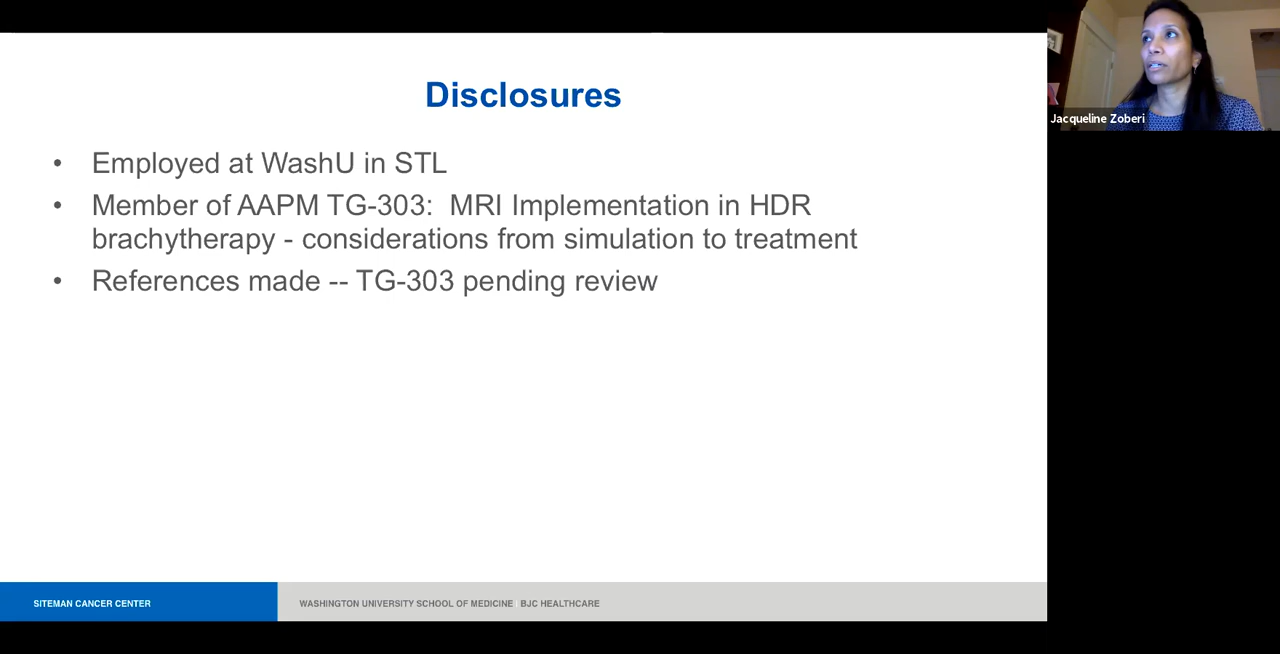 Disclosures
• Employed at WashU in STL
• Member of AAPM TG-303: MRI Implementation in HDR
brachytherapy - considerations from simulation to treatment
• References made -- TG-303 pending review
Jacqueline Zoberi
SITEMAN CANCER CENTER
WASHINGTON UNIVERSITY SCHOOL OF MEDICINE | BJC HEALTHCARE